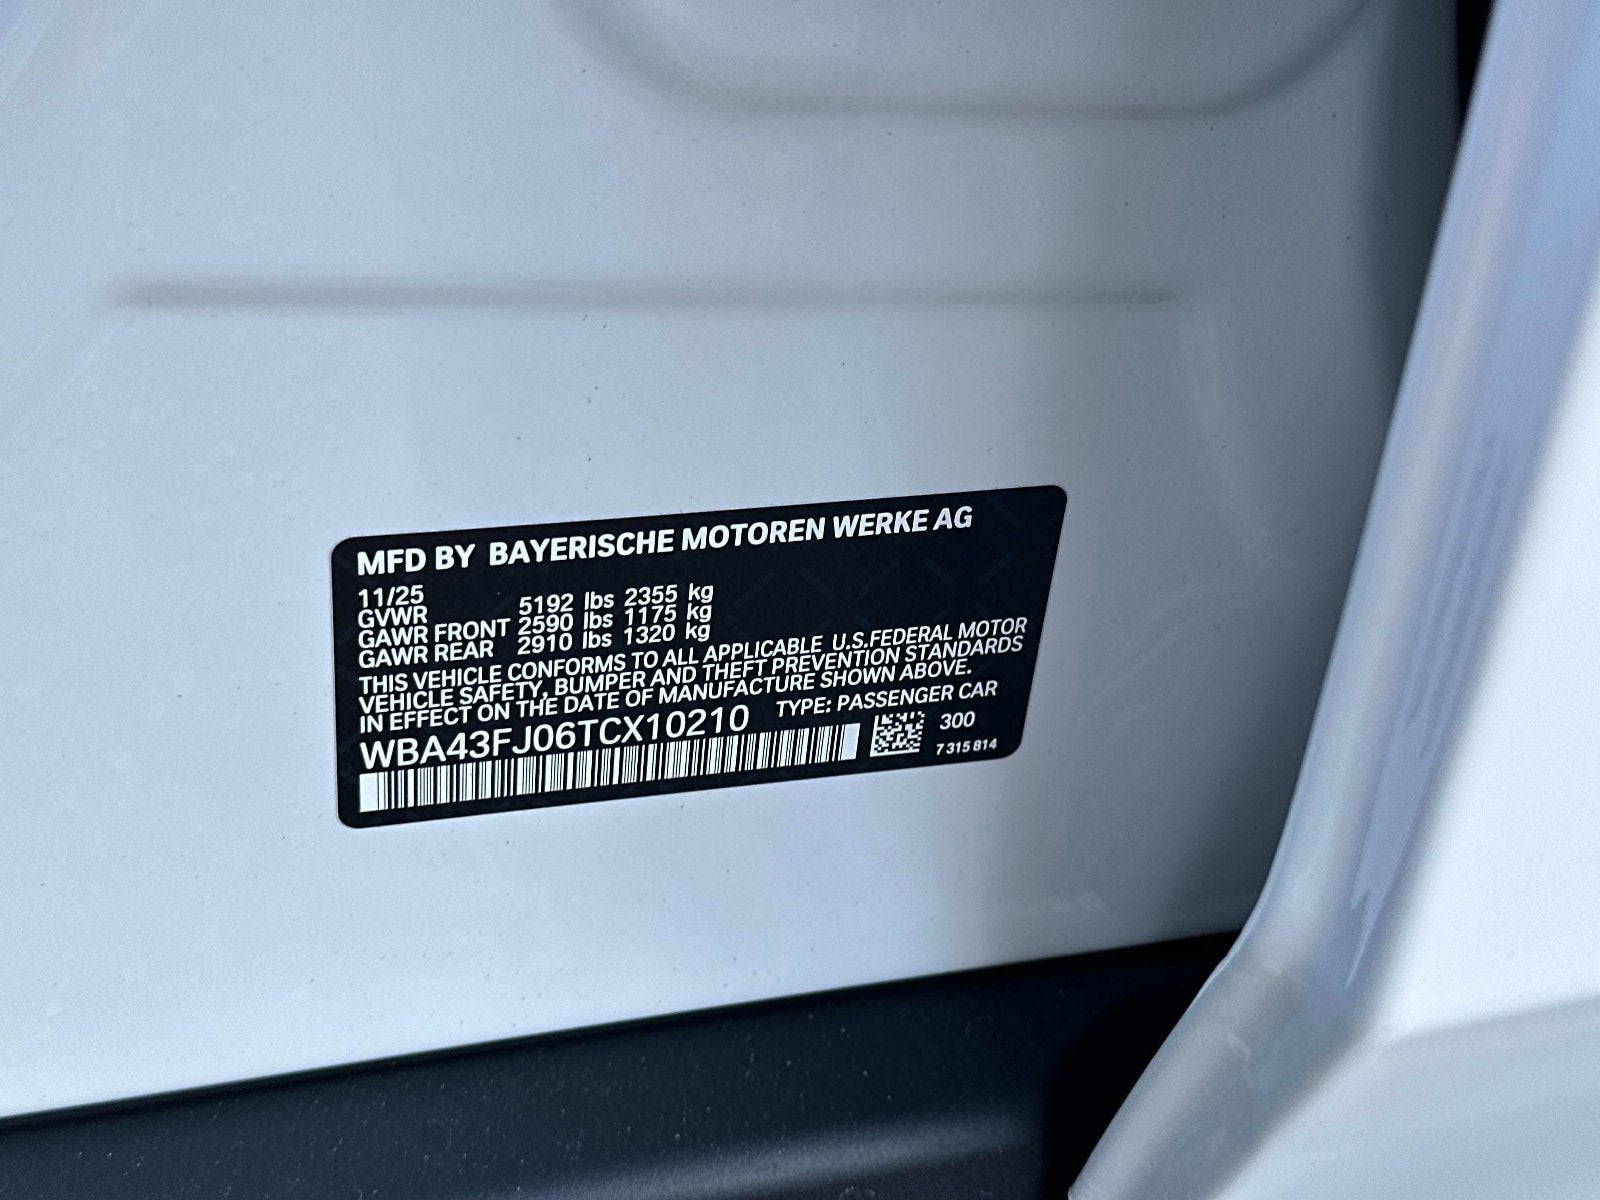 MFD BY BAYERISCHE MOTOREN WERKE AG
11/25
GVWR 5192 lbs 2355 kg
GAWR FRONT 2590 lbs 1175 kg
GAWR REAR 2910 lbs 1320 kg
THIS VEHICLE CONFORMS TO ALL APPLICABLE U.S.FEDERAL MOTOR
VEHICLE SAFETY, BUMPER AND THEFT PREVENTION STANDARDS
IN EFFECT ON THE DATE OF MANUFACTURE SHOWN ABOVE.
WBA43FJ06TCX10210 TYPE: PASSENGER CAR
300
7 315 814